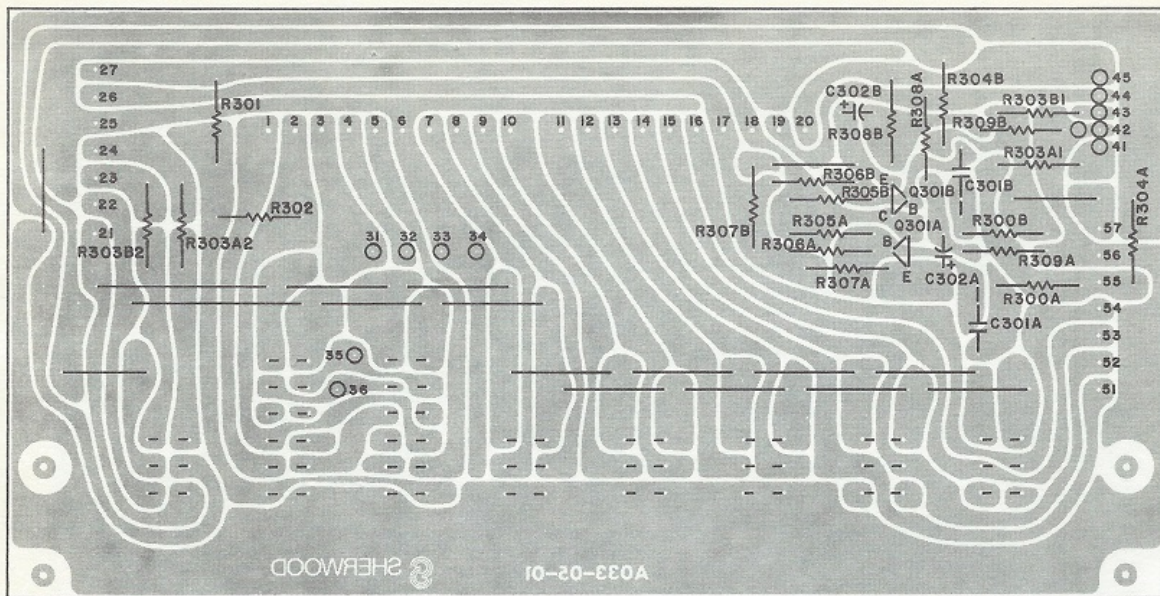 27
26
25
24
23
22
21
R301
R302
R303B2
R303A2
1 2 3 4 5 6 7 8 9 10 11 12 13 14 15 16 17 18 19 20
31 32 33 34
35
36
C302B
+
R308B
R308A
R304B
R303B1
R309B
R303A1
45
44
43
42
41
R306B
R305B
E
Q301B
C B
C301B
R307B
R305A
Q301A
B
R300B
R306A
R309A
E
C302A
+
R307A
R300A
C301A
R304A
57
56
55
54
53
52
51
SHERWOOD
A033-05-01